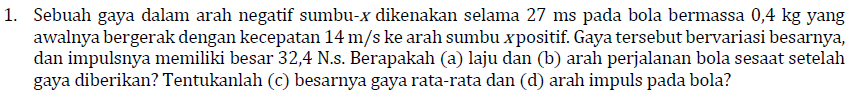 1. Sebuah gaya dalam arah negatif sumbu-x dikenakan selama 27 ms pada bola bermassa 0,4 kg yang
awalnya bergerak dengan kecepatan 14 m/s ke arah sumbu x positif. Gaya tersebut bervariasi besarnya,
dan impulsnya memiliki besar 32,4 N.s. Berapakah (a) laju dan (b) arah perjalanan bola sesaat setelah
gaya diberikan? Tentukanlah (c) besarnya gaya rata-rata dan (d) arah impuls pada bola?